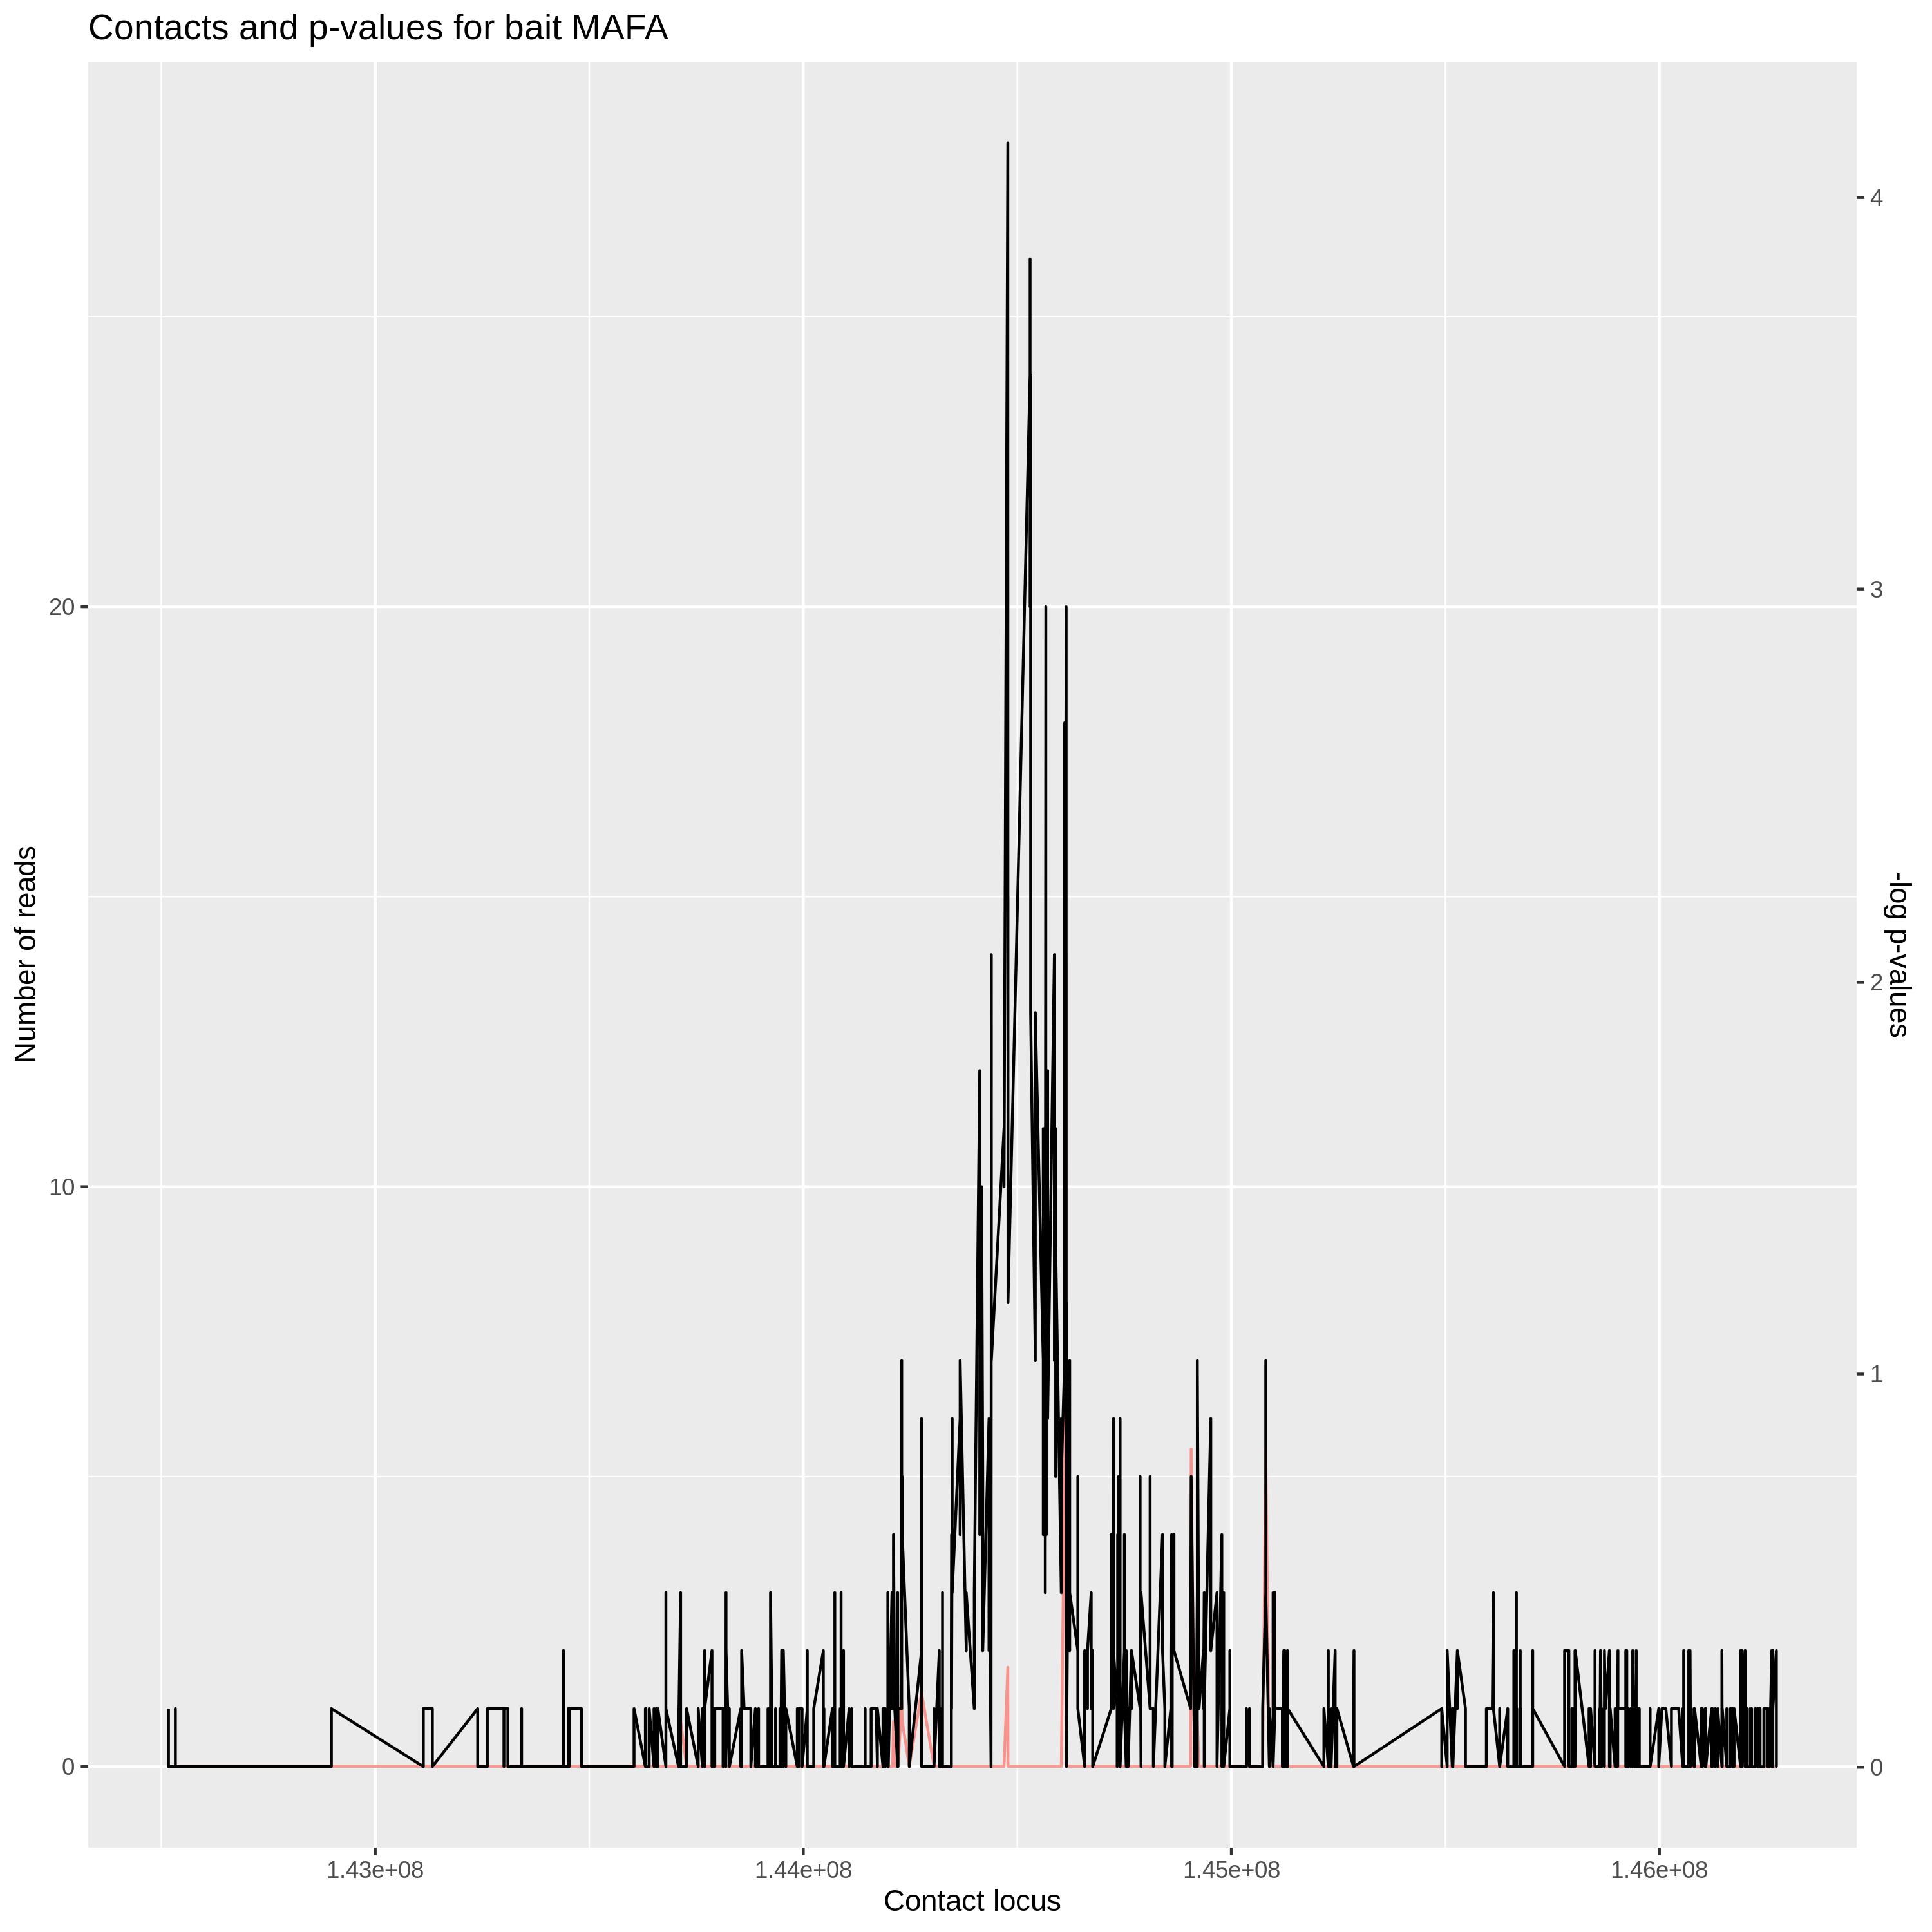 Contacts and p-values for bait MAFA
Number of reads
20
10
0
4
3
2
1
0
-log p-values
1.43e+08
1.44e+08
1.45e+08
1.46e+08
Contact locus